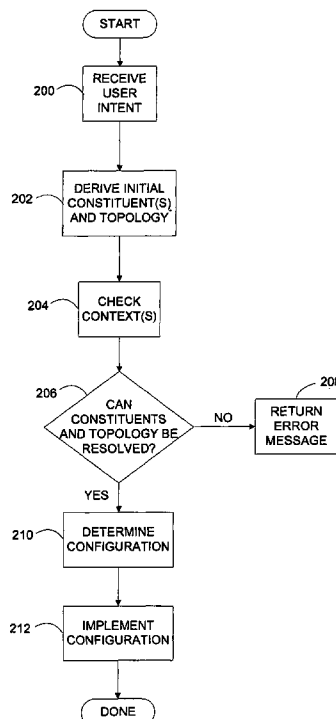 START
200
RECEIVE
USER
INTENT
202
DERIVE INITIAL
CONSTITUENT(S)
AND TOPOLOGY
204
CHECK
CONTEXT(S)
206
CAN
CONSTITUENTS
AND TOPOLOGY BE
RESOLVED?
NO
208
RETURN
ERROR
MESSAGE
YES
210
DETERMINE
CONFIGURATION
212
IMPLEMENT
CONFIGURATION
DONE